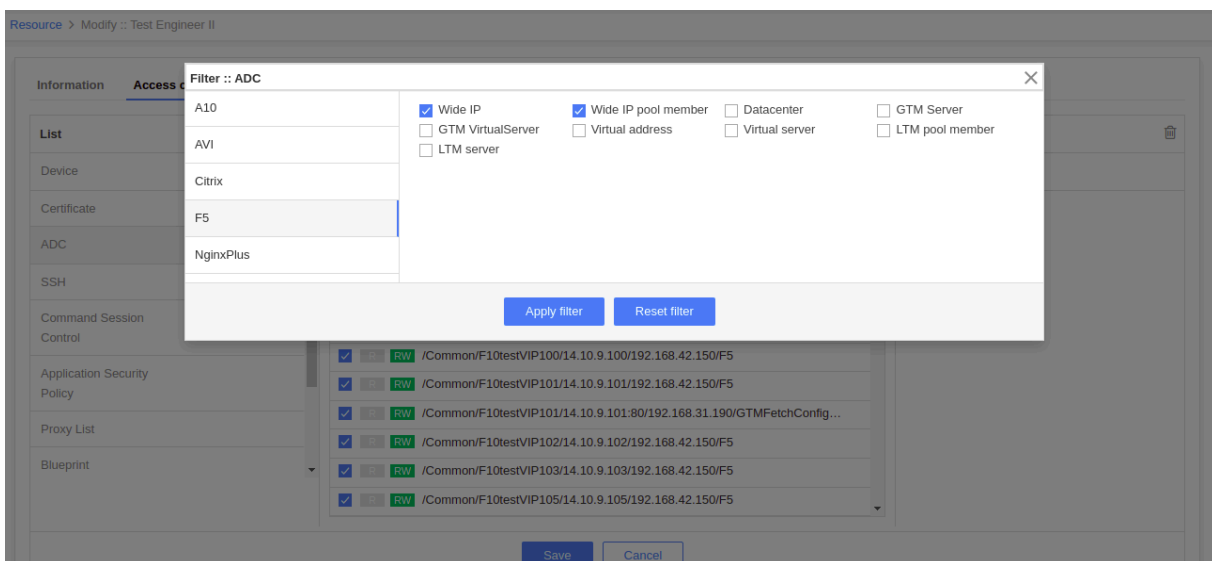 Resource > Modify :: Test Engineer II
Information
Access c
Filter :: ADC
A10
AVI
Citrix
F5
NginxPlus
Wide IP
Wide IP pool member
Datacenter
GTM Server
GTM VirtualServer
Virtual address
Virtual server
LTM pool member
LTM server
Apply filter
Reset filter
List
Device
Certificate
ADC
SSH
Command Session
Control
Application Security
Policy
Proxy List
Blueprint
R RW /Common/F10testVIP100/14.10.9.100/192.168.42.150/F5
R RW /Common/F10testVIP101/14.10.9.101/192.168.42.150/F5
R RW /Common/F10testVIP101/14.10.9.101:80/192.168.31.190/GTMFetchConfig...
R RW /Common/F10testVIP102/14.10.9.102/192.168.42.150/F5
R RW /Common/F10testVIP103/14.10.9.103/192.168.42.150/F5
R RW /Common/F10testVIP105/14.10.9.105/192.168.42.150/F5
Save
Cancel